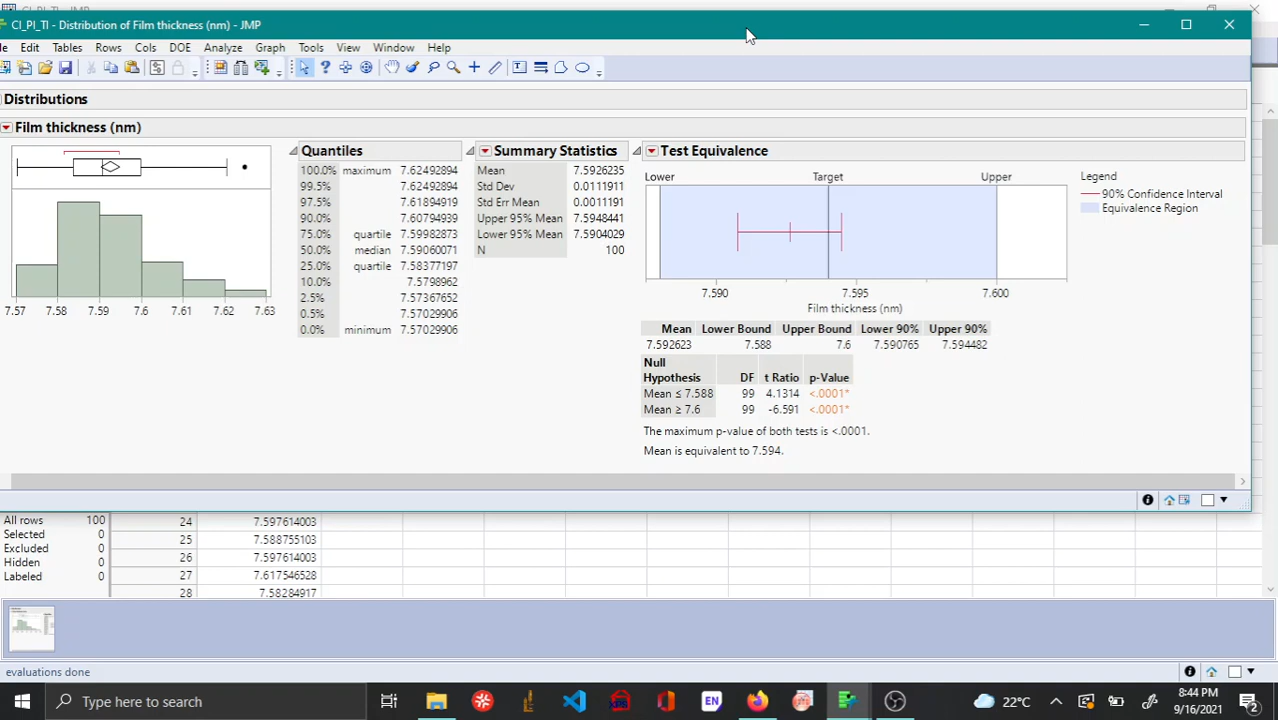 CI_PI_TI - Distribution of Film thickness (nm) - JMP
le Edit Tables Rows Cols DOE Analyze Graph Tools View Window Help
Distributions
Film thickness (nm)
7.57 7.58 7.59 7.6 7.61 7.62 7.63
Quantiles
100.0% maximum 7.62492894
99.5% 7.62492894
97.5% 7.61894919
90.0% 7.60794939
75.0% quartile 7.59982873
50.0% median 7.59060071
25.0% quartile 7.58377197
10.0% 7.5798962
2.5% 7.57367652
0.5% 7.57029906
0.0% minimum 7.57029906
Summary Statistics
Mean 7.5926235
Std Dev 0.0111911
Std Err Mean 0.0011191
Upper 95% Mean 7.5948441
Lower 95% Mean 7.5904029
N 100
Test Equivalence
Lower Target Upper
7.590 7.595 7.600
Film thickness (nm)
Legend
90% Confidence Interval
Equivalence Region
Mean Lower Bound Upper Bound Lower 90% Upper 90%
7.592623 7.588 7.6 7.590765 7.594482
Null
Hypothesis DF t Ratio p-Value
Mean ≤ 7.588 99 4.1314 <.0001*
Mean ≥ 7.6 99 -6.591 <.0001*
The maximum p-value of both tests is <.0001.
Mean is equivalent to 7.594.
All rows 100
Selected 0
Excluded 0
Hidden 0
Labeled 0
24 7.597614003
25 7.588755103
26 7.597614003
27 7.617546528
28 7.58284917
evaluations done
Type here to search
EN
22°C
8:44 PM
9/16/2021
2